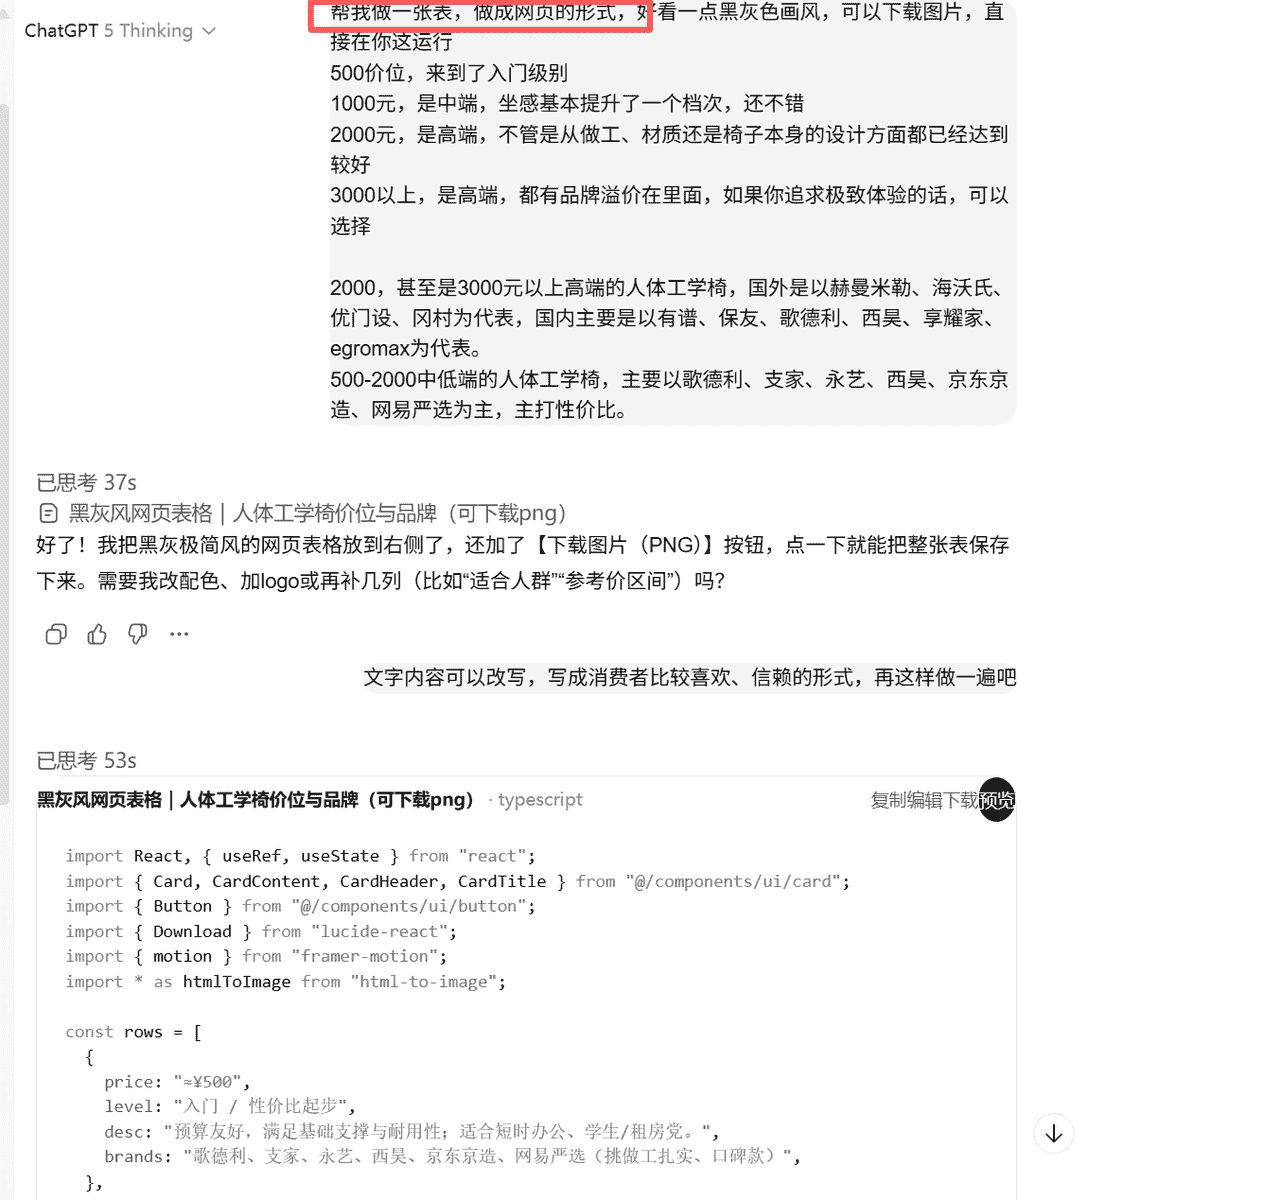 ChatGPT 5 Thinking
帮我做一张表，做成网页的形式，好看一点黑灰色画风，可以下载图片，直
接在你这运行
500价位，来到了入门级别
1000元，是中端，坐感基本提升了一个档次，还不错
2000元，是高端，不管是从做工、材质还是椅子本身的设计方面都已经达到
较好
3000以上，是高端，都有品牌溢价在里面，如果你追求极致体验的话，可以
选择
2000，甚至是3000元以上高端的人体工学椅，国外是以赫曼米勒、海沃氏、
优门设、冈村为代表，国内主要是以有谱、保友、歌德利、西昊、享耀家、
egromax为代表。
500-2000中低端的人体工学椅，主要以歌德利、支家、永艺、西昊、京东京
造、网易严选为主，主打性价比。
已思考 37s
黑灰风网页表格｜人体工学椅价位与品牌（可下载png）
好了！我把黑灰极简风的网页表格放到右侧了，还加了【下载图片（PNG）】按钮，点一下就能把整张表保存
下来。需要我改配色、加logo或再补几列（比如“适合人群”“参考价区间”）吗？
文字内容可以改写，写成消费者比较喜欢、信赖的形式，再这样做一遍吧
已思考 53s
黑灰风网页表格｜人体工学椅价位与品牌（可下载png） · typescript
复制编辑下载预览
import React, { useRef, useState } from "react";
import { Card, CardContent, CardHeader, CardTitle } from "@/components/ui/card";
import { Button } from "@/components/ui/button";
import { Download } from "lucide-react";
import { motion } from "framer-motion";
import * as htmlToImage from "html-to-image";
const rows = [
{
price: "≈¥500",
level: "入门 / 性价比起步",
desc: "预算友好，满足基础支撑与耐用性；适合短时办公、学生/租房党。",
brands: "歌德利、支家、永艺、西昊、京东京造、网易严选（挑做工扎实、口碑款）",
},